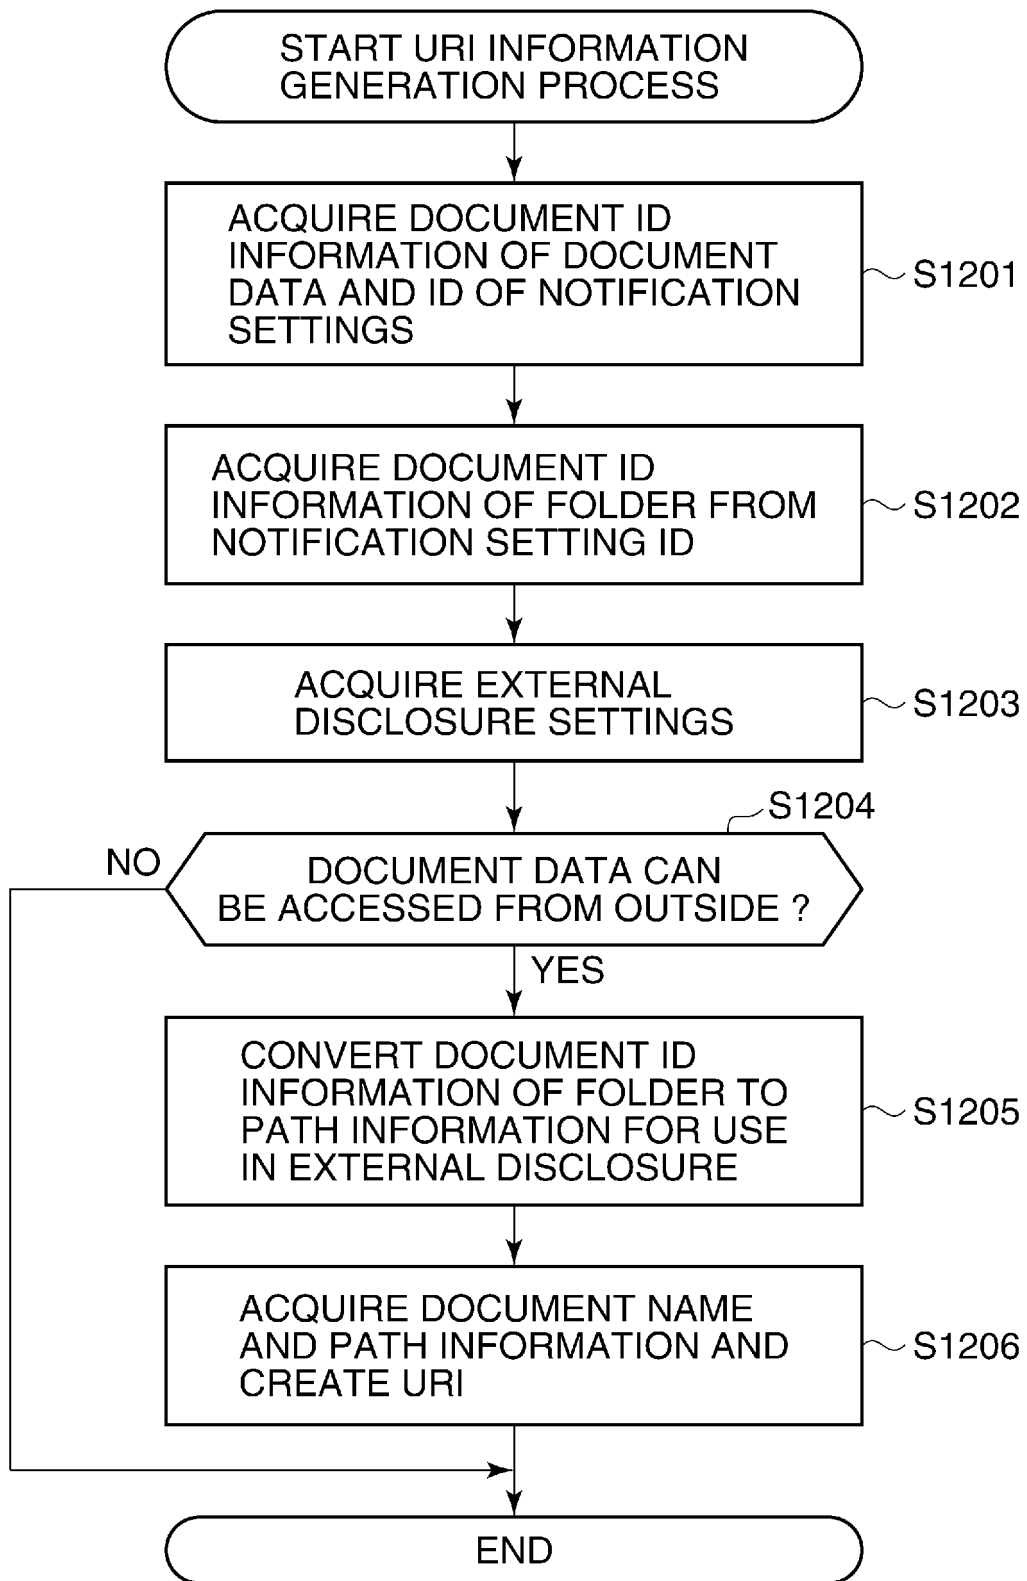 START URI INFORMATION
GENERATION PROCESS
ACQUIRE DOCUMENT ID
INFORMATION OF DOCUMENT
DATA AND ID OF NOTIFICATION
SETTINGS
S1201
ACQUIRE DOCUMENT ID
INFORMATION OF FOLDER FROM
NOTIFICATION SETTING ID
S1202
ACQUIRE EXTERNAL
DISCLOSURE SETTINGS
S1203
S1204
NO
DOCUMENT DATA CAN
BE ACCESSED FROM OUTSIDE ?
YES
CONVERT DOCUMENT ID
INFORMATION OF FOLDER TO
PATH INFORMATION FOR USE
IN EXTERNAL DISCLOSURE
S1205
ACQUIRE DOCUMENT NAME
AND PATH INFORMATION AND
CREATE URI
S1206
END